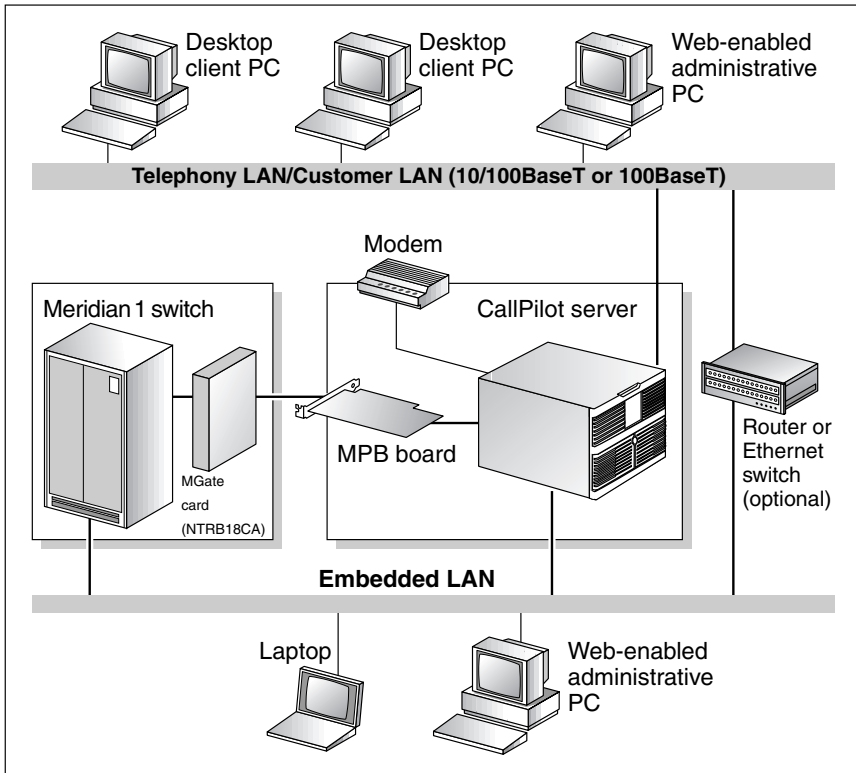 Desktop
client PC
Desktop
client PC
Web-enabled
administrative
PC
Telephony LAN/Customer LAN (10/100BaseT or 100BaseT)
Modem
Meridian 1 switch
CallPilot server
MGate
card
(NTRB18CA)
MPB board
Router or
Ethernet
switch
(optional)
Embedded LAN
Laptop
Web-enabled
administrative
PC